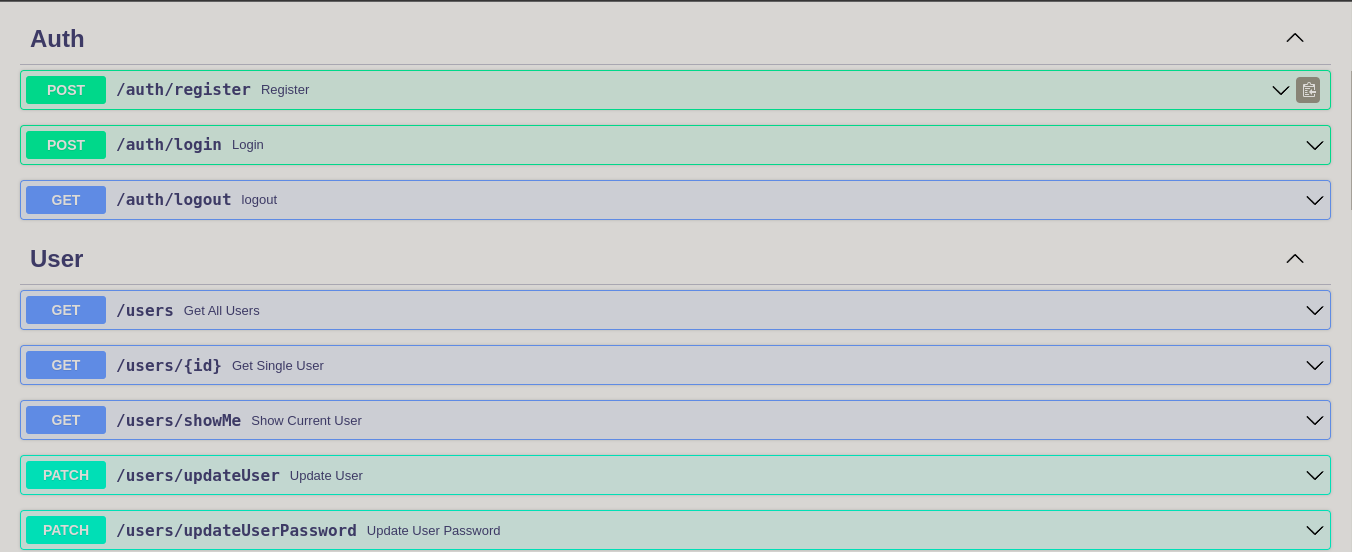 Auth
POST /auth/register Register
POST /auth/login Login
GET /auth/logout logout
User
GET /users Get All Users
GET /users/{id} Get Single User
GET /users/showMe Show Current User
PATCH /users/updateUser Update User
PATCH /users/updateUserPassword Update User Password